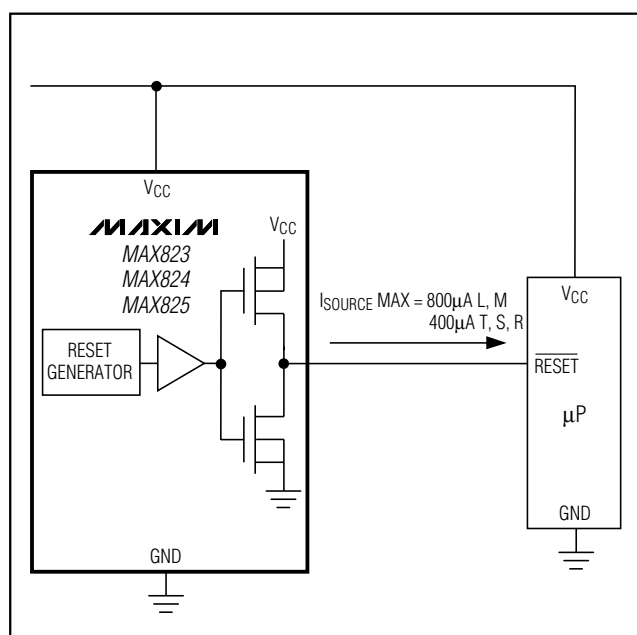 VCC
MAXIM
MAX823
MAX824
MAX825
VCC
RESET
GENERATOR
ISOURCE MAX = 800µA L, M
400µA T, S, R
VCC
RESET
µP
GND
GND